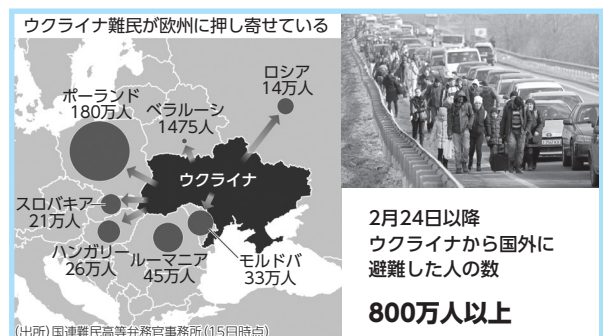 ウクライナ難民が欧州に押し寄せている
ロシア
14万人
ポーランド
180万人
ベラルーシ
1475人
ウクライナ
スロバキア
21万人
ハンガリー
26万人
ルーマニア
45万人
モルドバ
33万人
(出所)国連難民高等弁務官事務所(15日時点)
2月24日以降
ウクライナから国外に
避難した人の数
800万人以上